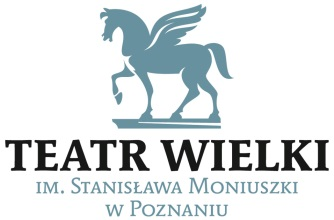 TEATR WIELKI
IM. STANISŁAWA MONIUSZKI
W POZNANIU